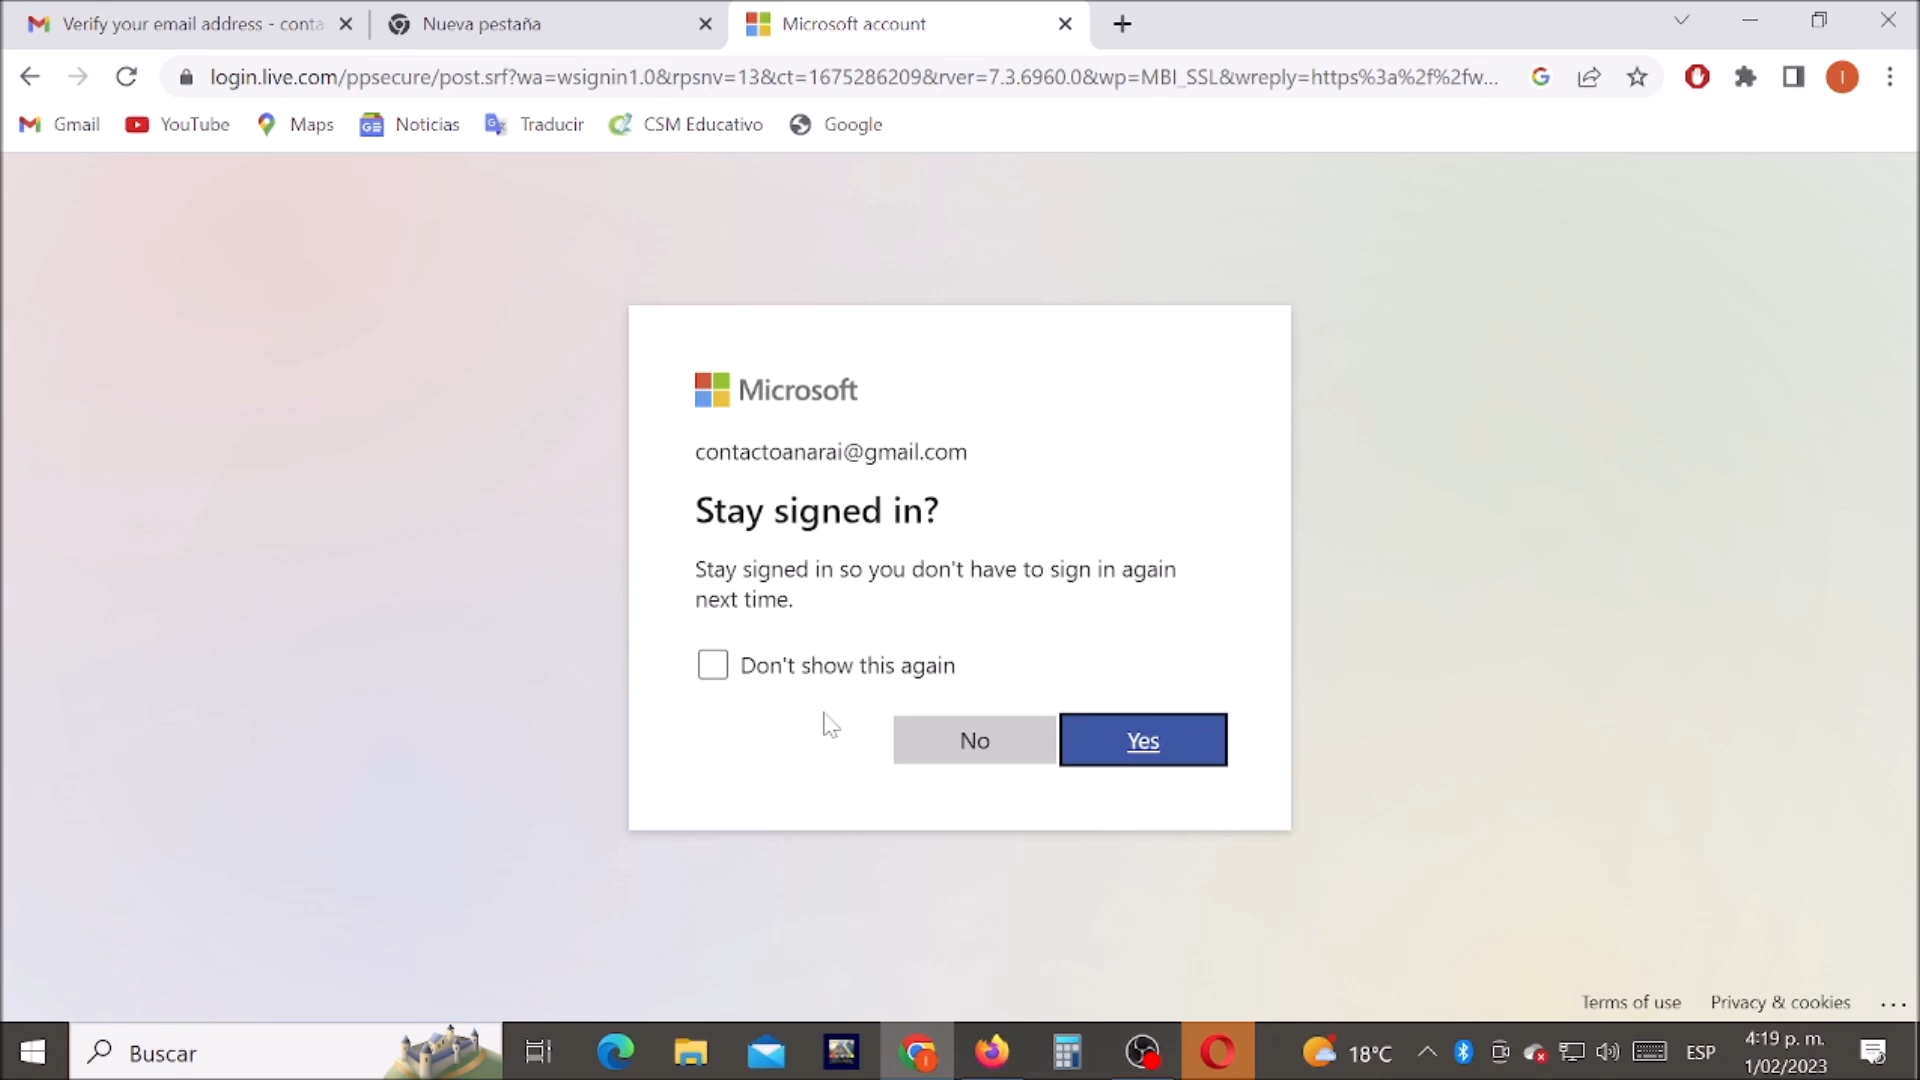 Verify your email address - conta
Nueva pestaña
Microsoft account
login.live.com/ppsecure/post.srf?wa=wsignin1.0&rpsnv=13&ct=1675286209&rver=7.3.6960.0&wp=MBI_SSL&wreply=https%3a%2f%2fw...
I
Gmail
YouTube
Maps
Noticias
Traducir
CSM Educativo
Google
Microsoft
contactoanarai@gmail.com
Stay signed in?
Stay signed in so you don't have to sign in again
next time.
Don't show this again
No
Yes
Terms of use
Privacy & cookies
...
Buscar
18°C
ESP
4:19 p. m.
1/02/2023